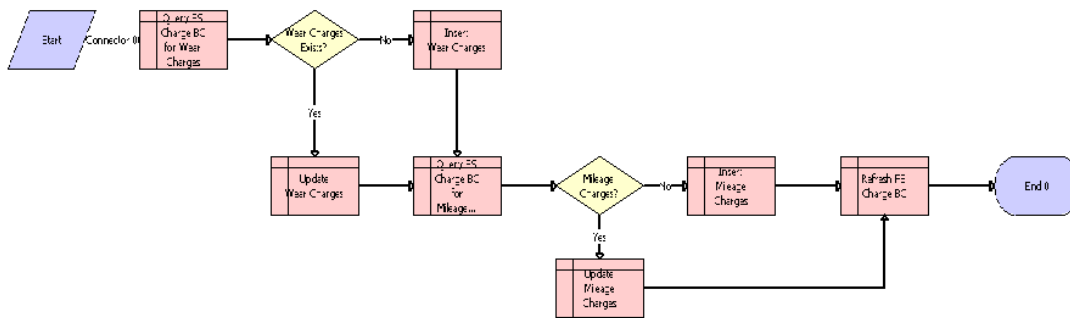 Start
Connector 0
Query FS
Charge BC
for Wear
Charges
Wear Charges
Exists?
No
Insert
Wear Charges
Yes
Update
Wear Charges
Query FS
Charge BC
for
Mileage...
Mileage
Charges?
No
Insert
Mileage
Charges
Refresh FS
Charge BC
End 0
Yes
Update
Mileage
Charges